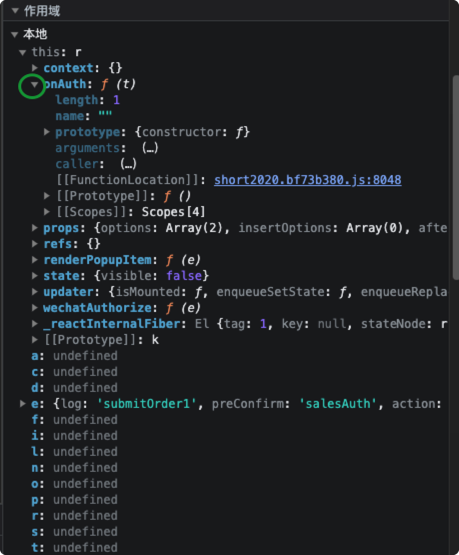 作用域
本地
this: r
context: {}
onAuth: ƒ (t)
length: 1
name: ""
prototype: {constructor: ƒ}
arguments: (…)
caller: (…)
[[FunctionLocation]]: short2020.bf73b380.js:8048
[[Prototype]]: ƒ ()
[[Scopes]]: Scopes[4]
props: {options: Array(2), insertOptions: Array(0), afte
refs: {}
renderPopupItem: ƒ (e)
state: {visible: false}
updater: {isMounted: ƒ, enqueueSetState: ƒ, enqueueRepla
wechatAuthorize: ƒ (e)
_reactInternalFiber: El {tag: 1, key: null, stateNode: r
[[Prototype]]: k
a: undefined
c: undefined
d: undefined
e: {log: 'submitOrder1', preConfirm: 'salesAuth', action:
f: undefined
i: undefined
l: undefined
n: undefined
o: undefined
p: undefined
r: undefined
s: undefined
t: undefined